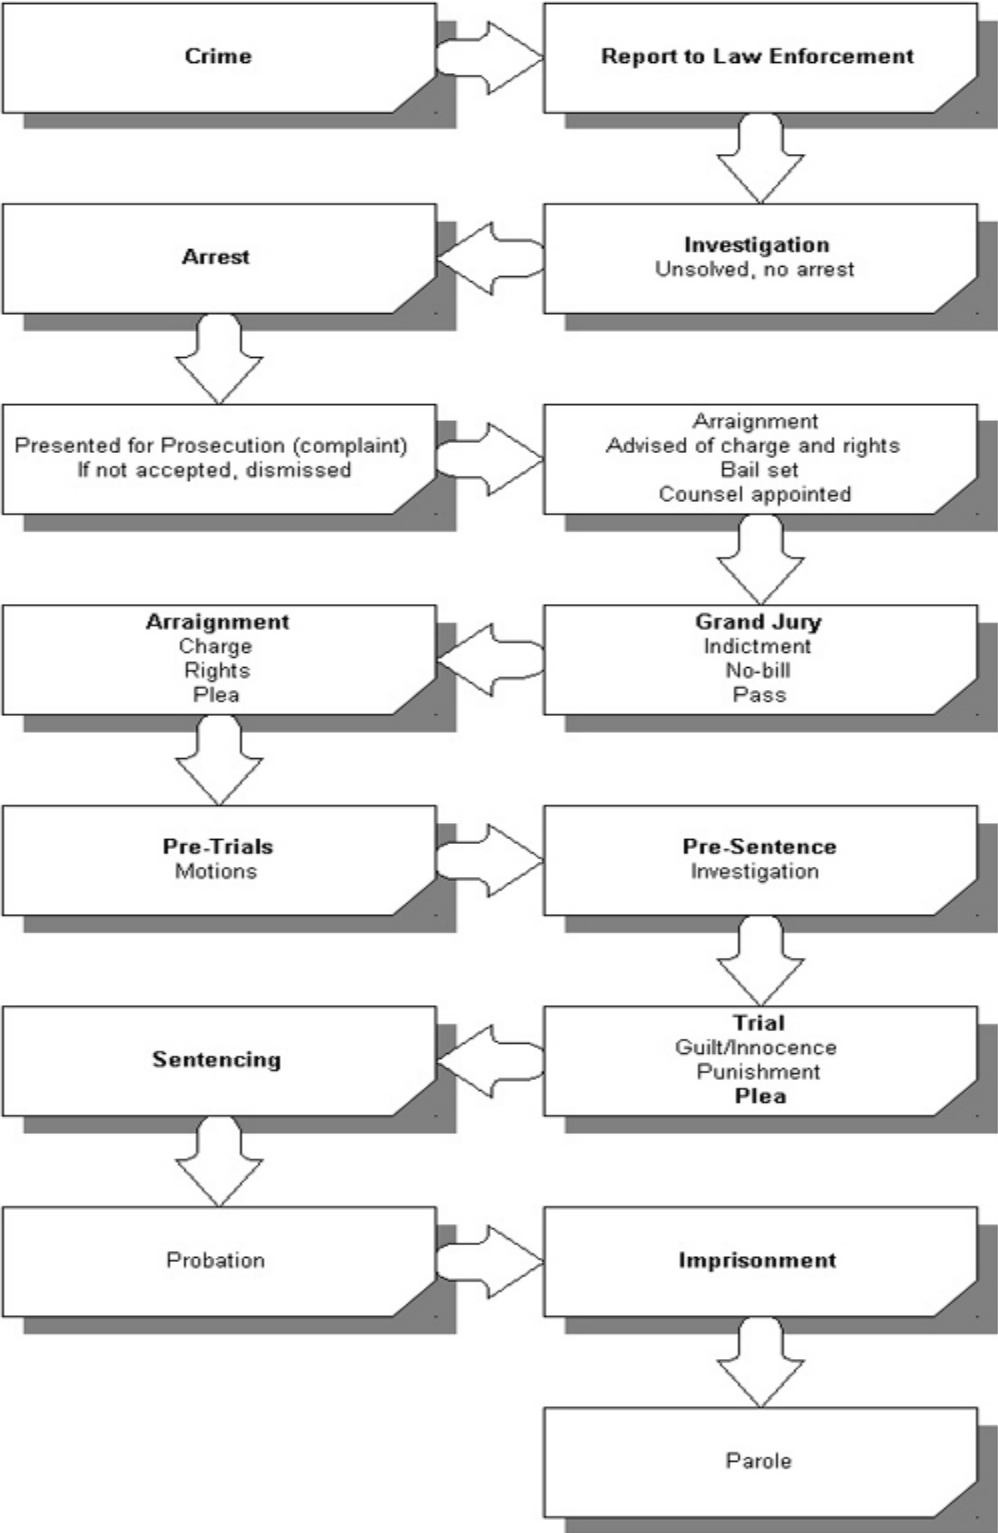 Crime
Report to Law Enforcement
Investigation
Unsolved, no arrest
Arrest
Presented for Prosecution (complaint)
If not accepted, dismissed
Arraignment
Advised of charge and rights
Bail set
Counsel appointed
Grand Jury
Indictment
No-bill
Pass
Arraignment
Charge
Rights
Plea
Pre-Trials
Motions
Pre-Sentence
Investigation
Trial
Guilt/Innocence
Punishment
Plea
Sentencing
Probation
Imprisonment
Parole